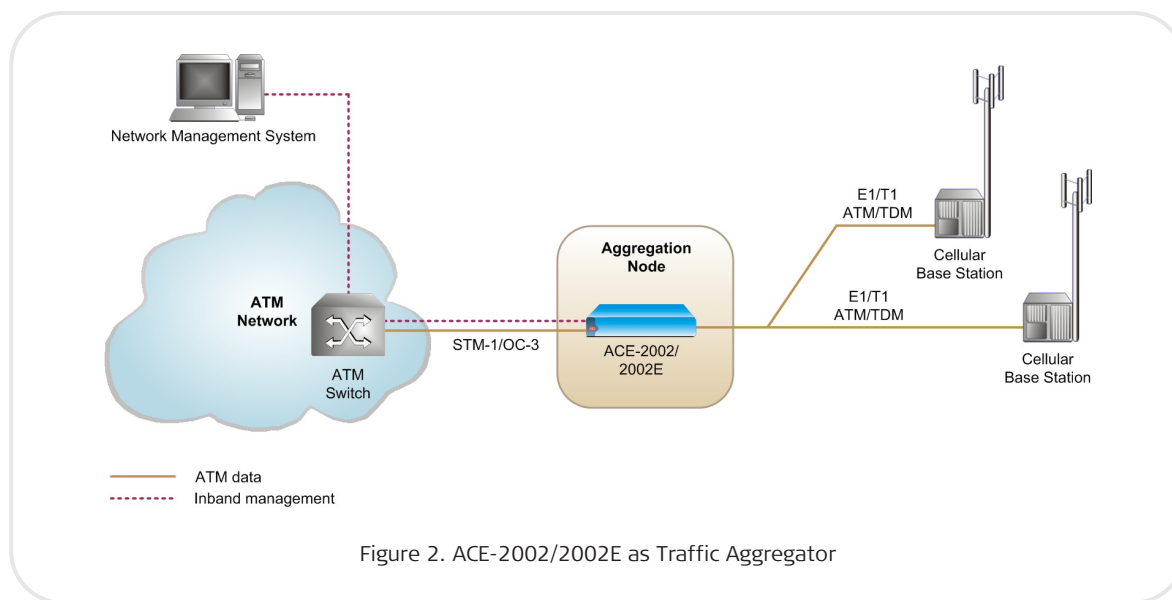 Network Management System
ATM
Network
ATM
Switch
STM-1/OC-3
Aggregation
Node
ACE-2002/
2002E
E1/T1
ATM/TDM
Cellular
Base Station
E1/T1
ATM/TDM
Cellular
Base Station
ATM data
Inband management
Figure 2. ACE-2002/2002E as Traffic Aggregator